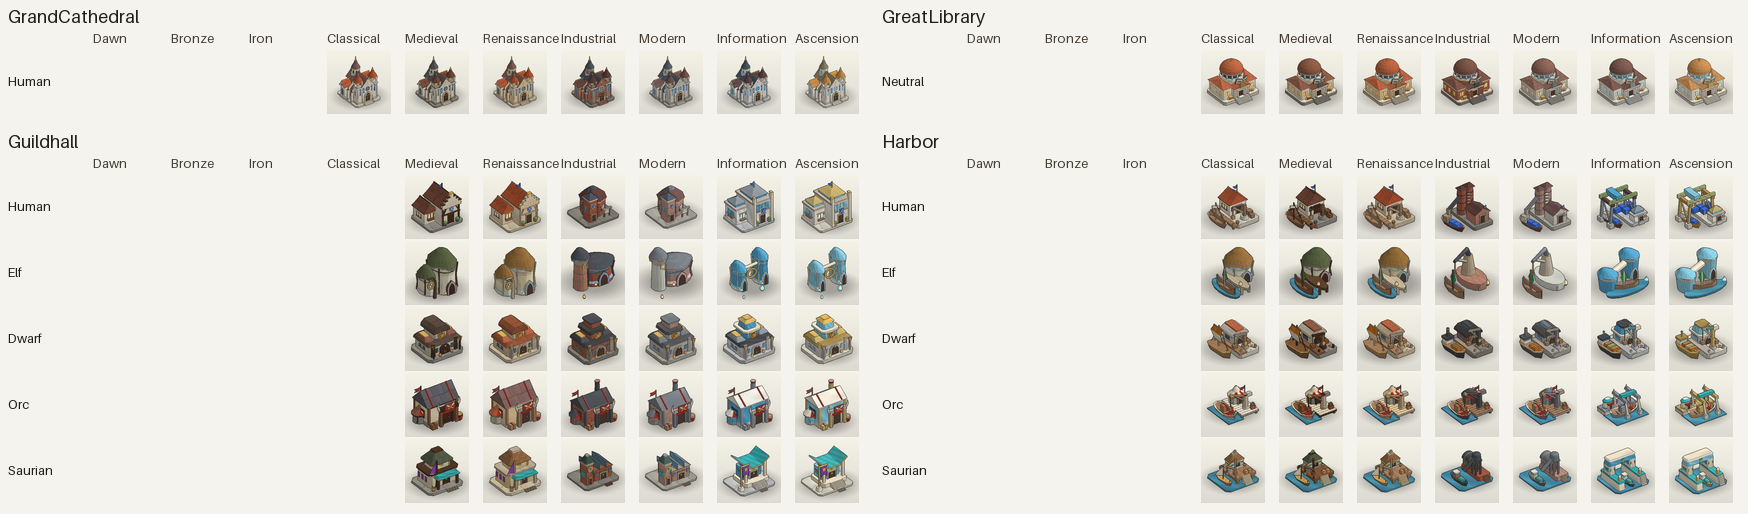 GrandCathedral
Dawn Bronze Iron Classical Medieval Renaissance Industrial Modern Information Ascension
Human
GreatLibrary
Dawn Bronze Iron Classical Medieval Renaissance Industrial Modern Information Ascension
Neutral
Guildhall
Dawn Bronze Iron Classical Medieval Renaissance Industrial Modern Information Ascension
Human
Elf
Dwarf
Orc
Saurian
Harbor
Dawn Bronze Iron Classical Medieval Renaissance Industrial Modern Information Ascension
Human
Elf
Dwarf
Orc
Saurian